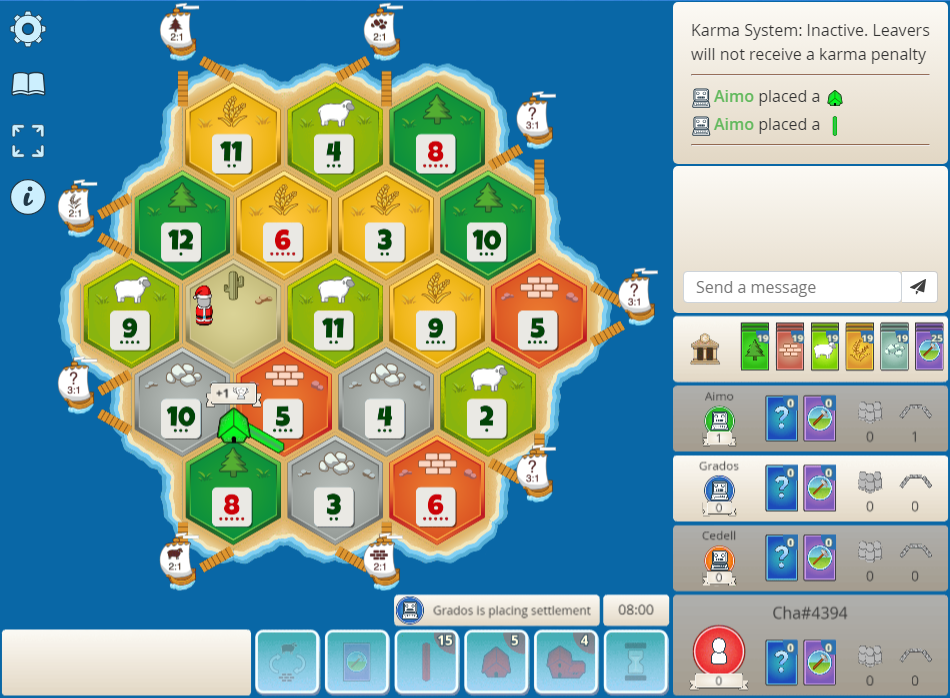 2:1
2:1
11
4
8
?
3:1
2:1
12
6
3
10
9
11
9
5
?
3:1
?
3:1
10
+1
5
4
2
8
3
6
?
3:1
2:1
2:1
Grados is placing settlement
08:00
15
5
4
Karma System: Inactive. Leavers
will not receive a karma penalty
Aimo placed a
Aimo placed a
Send a message
19 19 19 19 19 25
Aimo
1 ? 0 0 0 1
Grados
0 ? 0 0 0 0
Cedell
0 ? 0 0 0 0
Cha#4394
0 ? 0 0 0 0